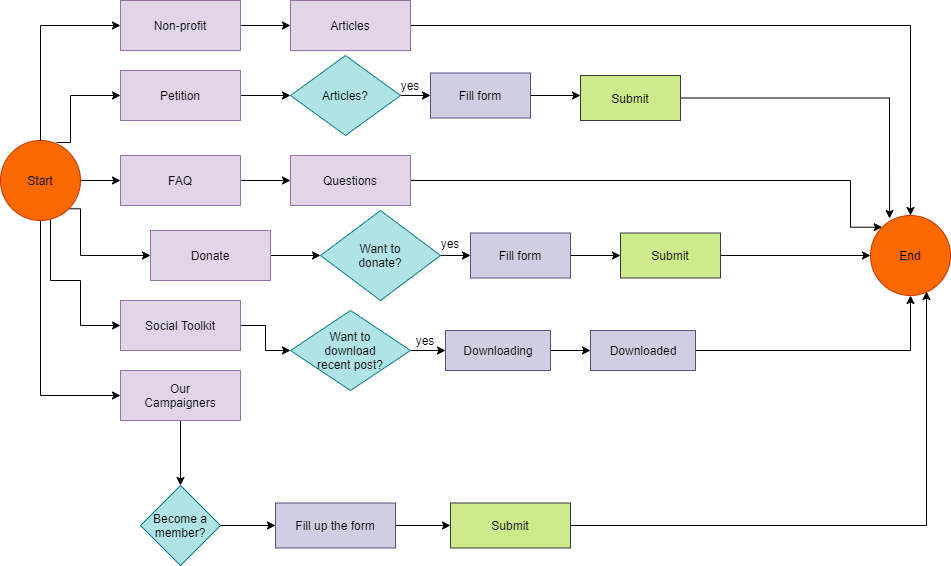 Non-profit
Articles
Petition
Articles?
yes
Fill form
Submit
Start
FAQ
Questions
Donate
Want to
donate?
yes
Fill form
Submit
End
Social Toolkit
Want to
download
recent post?
yes
Downloading
Downloaded
Our
Campaigners
Become a
member?
Fill up the form
Submit